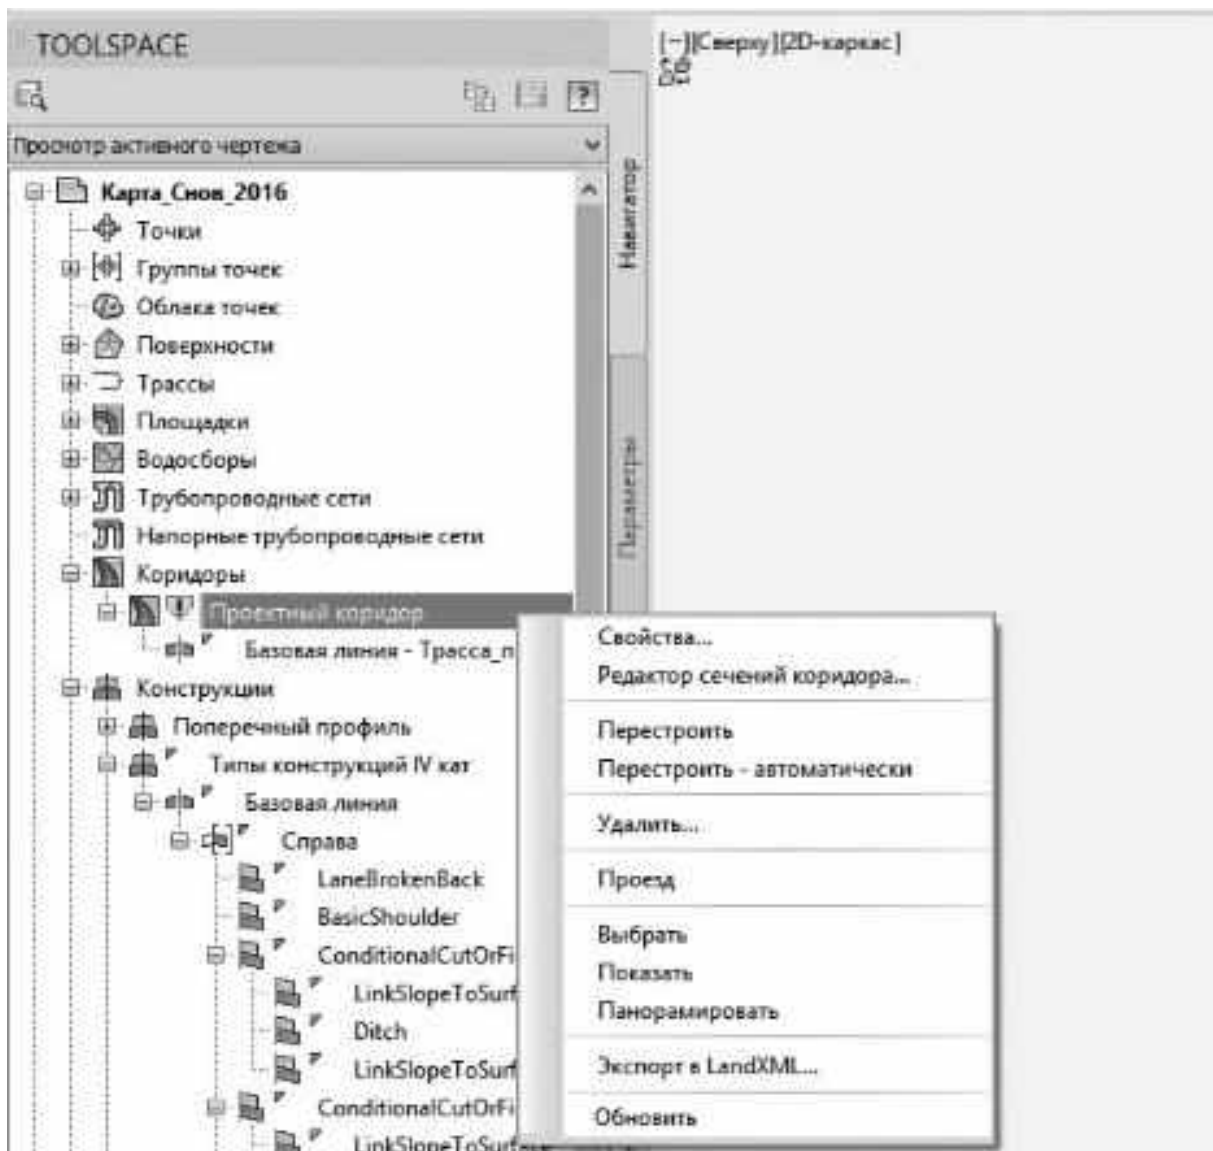 TOOLSPACE
[–][Сверху][2D-каркас]
Просмотр активного чертежа
Карта_Снов_2016
Точки
Группы точек
Облака точек
Поверхности
Трассы
Площадки
Водосборы
Трубопроводные сети
Напорные трубопроводные сети
Коридоры
Проектный коридор
Базовая линия - Трасса_п
Конструкции
Поперечный профиль
Типы конструкций IV кат
Базовая линия
Справа
LaneBrokenBack
BasicShoulder
ConditionalCutOrFi
LinkSlopeToSurf
Ditch
LinkSlopeToSurf
ConditionalCutOrFi
LinkSlopeToSurface
Навигатор
Параметры
Свойства...
Редактор сечений коридора...
Перестроить
Перестроить - автоматически
Удалить...
Проезд
Выбрать
Показать
Панорамировать
Экспорт в LandXML...
Обновить